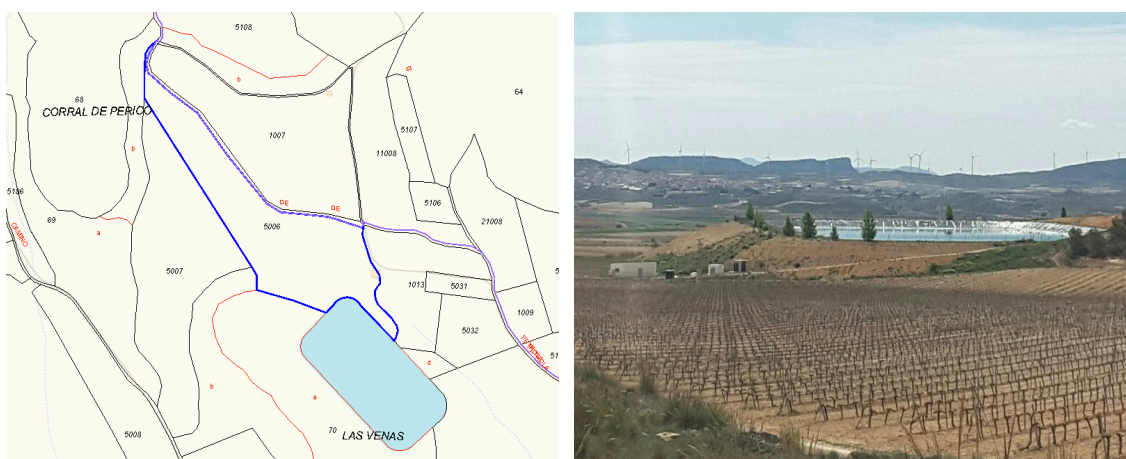 5108
b
68
CORRAL DE PERICO
64
5107
1007
b
11008
5186
5106
DE
DE
69
21008
5006
a
CAMINO
5007
1013
5031
1009
5032
d
b
a
70
LAS VENAS
5008